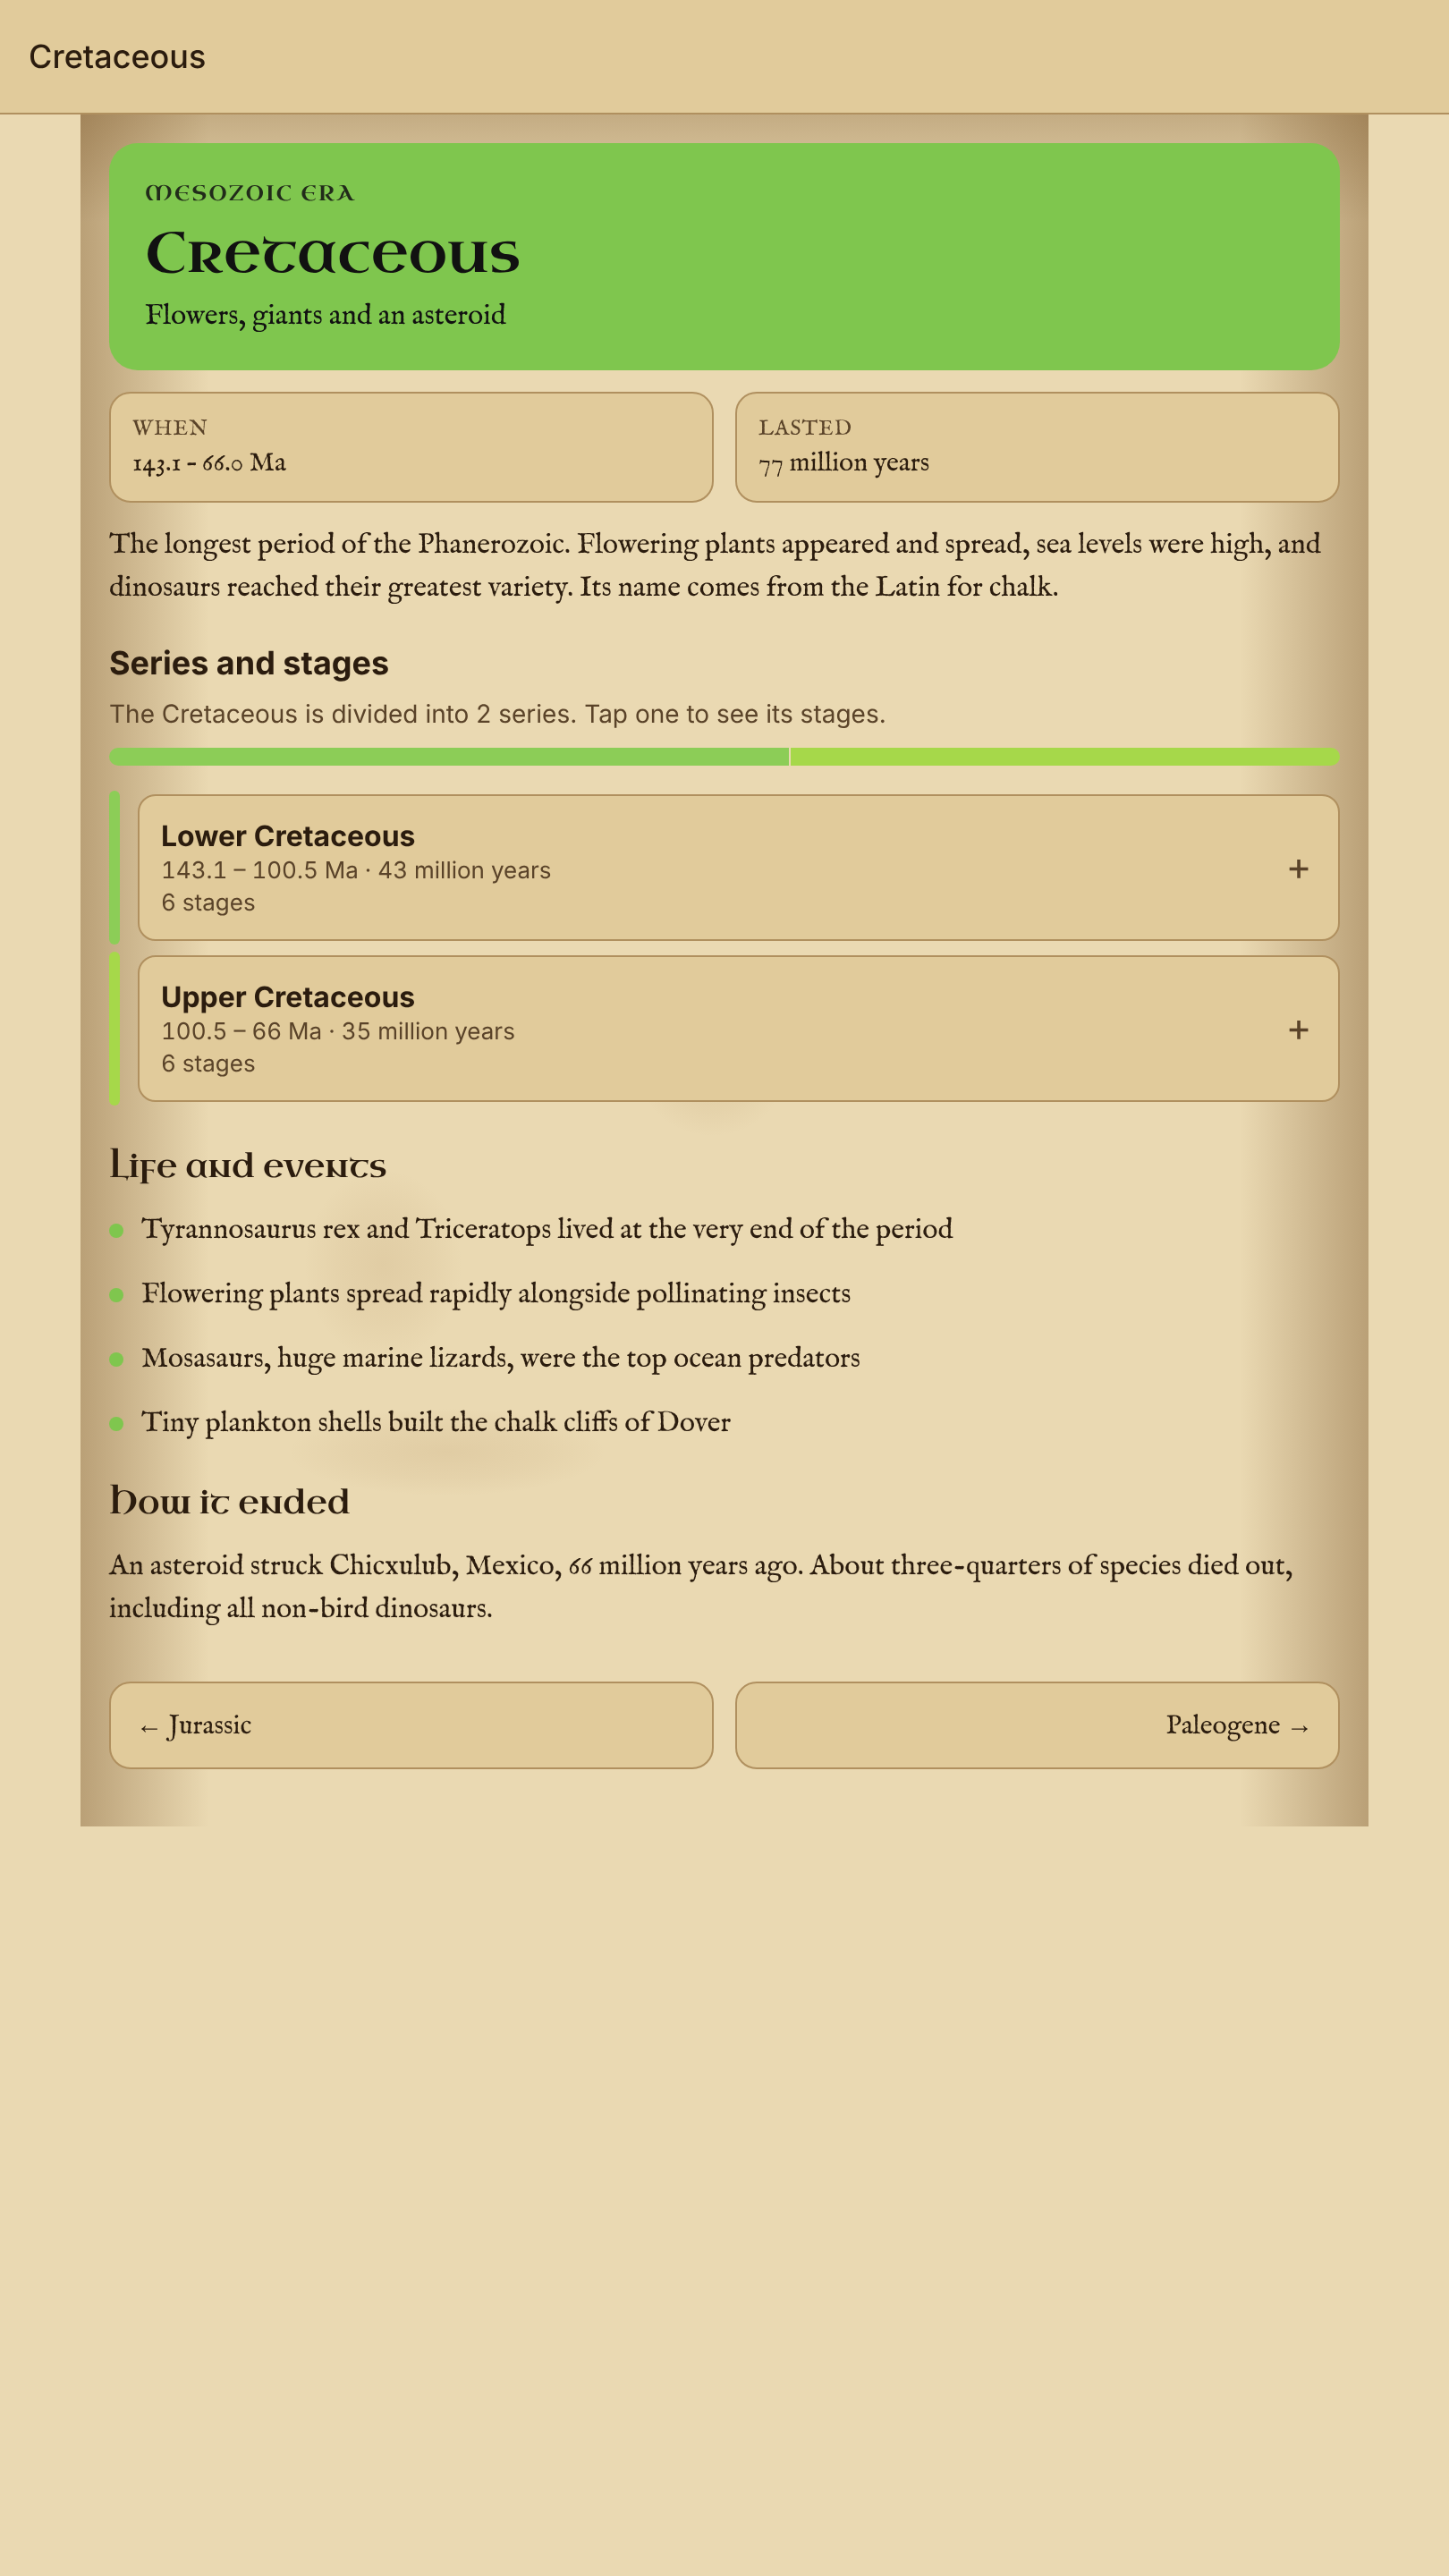 Cretaceous
MESOZOIC ERA
Cretaceous
Flowers, giants and an asteroid
WHEN
143.1 – 66.0 Ma
LASTED
77 million years
The longest period of the Phanerozoic. Flowering plants appeared and spread, sea levels were high, and
dinosaurs reached their greatest variety. Its name comes from the Latin for chalk.
Series and stages
The Cretaceous is divided into 2 series. Tap one to see its stages.
Lower Cretaceous
143.1 – 100.5 Ma · 43 million years
6 stages
+
Upper Cretaceous
100.5 – 66 Ma · 35 million years
6 stages
+
Life and events
Tyrannosaurus rex and Triceratops lived at the very end of the period
Flowering plants spread rapidly alongside pollinating insects
Mosasaurs, huge marine lizards, were the top ocean predators
Tiny plankton shells built the chalk cliffs of Dover
How it ended
An asteroid struck Chicxulub, Mexico, 66 million years ago. About three-quarters of species died out,
including all non-bird dinosaurs.
← Jurassic
Paleogene →